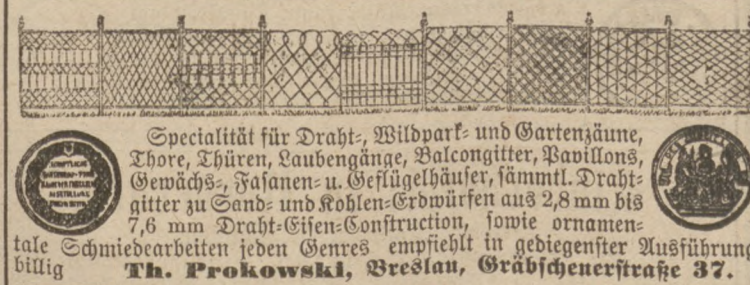 Specialität für Draht-, Wildpark- und Gartenzäune,
Thore, Thüren, Laubengänge, Balcongitter, Pavillons,
Gewächs-, Fasanen- u. Geflügelhäuser, sämmtl. Draht-
gitter zu Sand- und Kohlen-Erdwürfen aus 2,8 mm bis
7,6 mm Draht-Eisen-Construction, sowie ornamen-
tale Schmiedearbeiten jeden Genres empfiehlt in gediegenster Ausführung
billig Th. Prokowski, Breslau, Gräbschenerstraße 37.